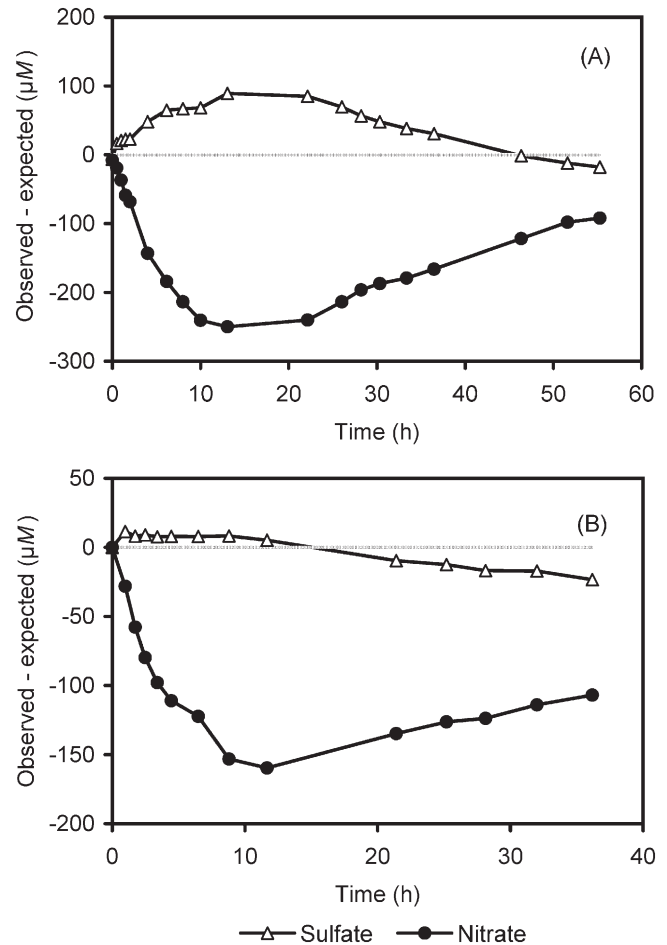 200
(A)
100
0
-100
-200
-300
Observed - expected (µM)
0 10 20 30 40 50 60
Time (h)
50
(B)
0
-50
-100
-150
-200
Observed - expected (µM)
0 10 20 30 40
Time (h)
Sulfate Nitrate